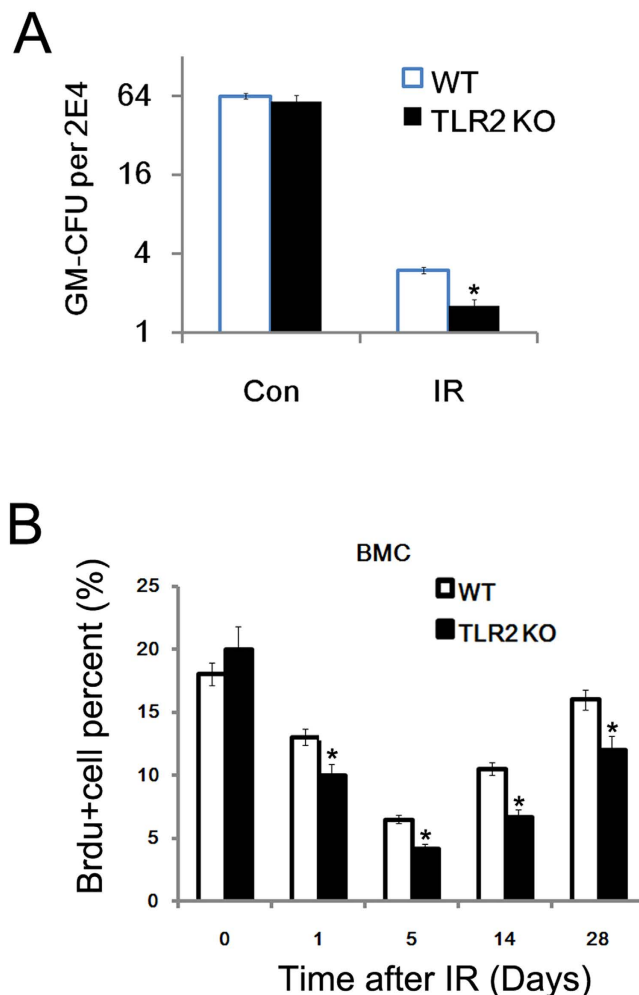 A
GM-CFU per 2E4
64
16
4
1
WT
TLR2 KO
*
Con
IR
B
BMC
Brdu+cell percent (%)
25
20
15
10
5
0
WT
TLR2 KO
*
*
*
*
0
1
5
14
28
Time after IR (Days)